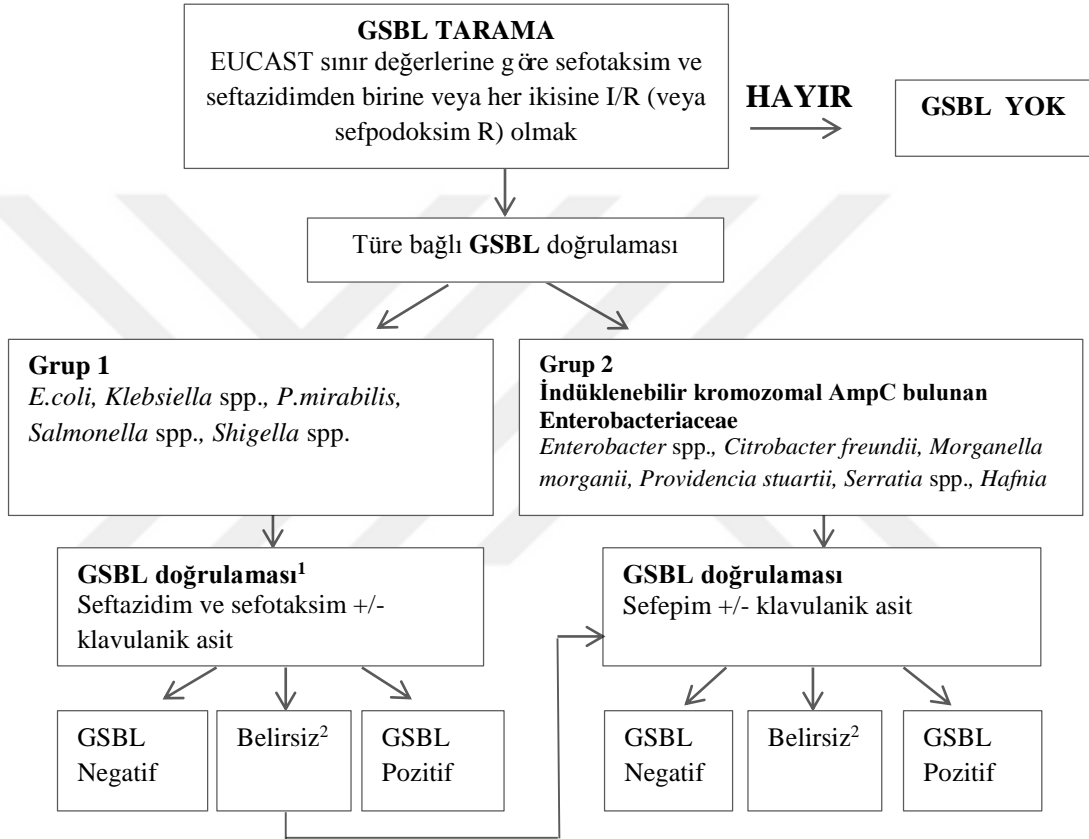 GSBL TARAMA
EUCAST sınır değerlerine göre sefotaksim ve
seftazidimden birine veya her ikisine I/R (veya
sefpodoksim R) olmak
HAYIR
GSBL YOK
Türe bağlı GSBL doğrulaması
Grup 1
E.coli, Klebsiella spp., P.mirabilis,
Salmonella spp., Shigella spp.
Grup 2
İndüklenebilir kromozomal AmpC bulunan
Enterobacteriaceae
Enterobacter spp., Citrobacter freundii, Morganella
morganii, Providencia stuartii, Serratia spp., Hafnia
GSBL doğrulaması¹
Seftazidim ve sefotaksim +/-
klavulanik asit
GSBL doğrulaması
Sefepim +/- klavulanik asit
GSBL
Negatif
Belirsiz²
GSBL
Pozitif
GSBL
Negatif
Belirsiz²
GSBL
Pozitif